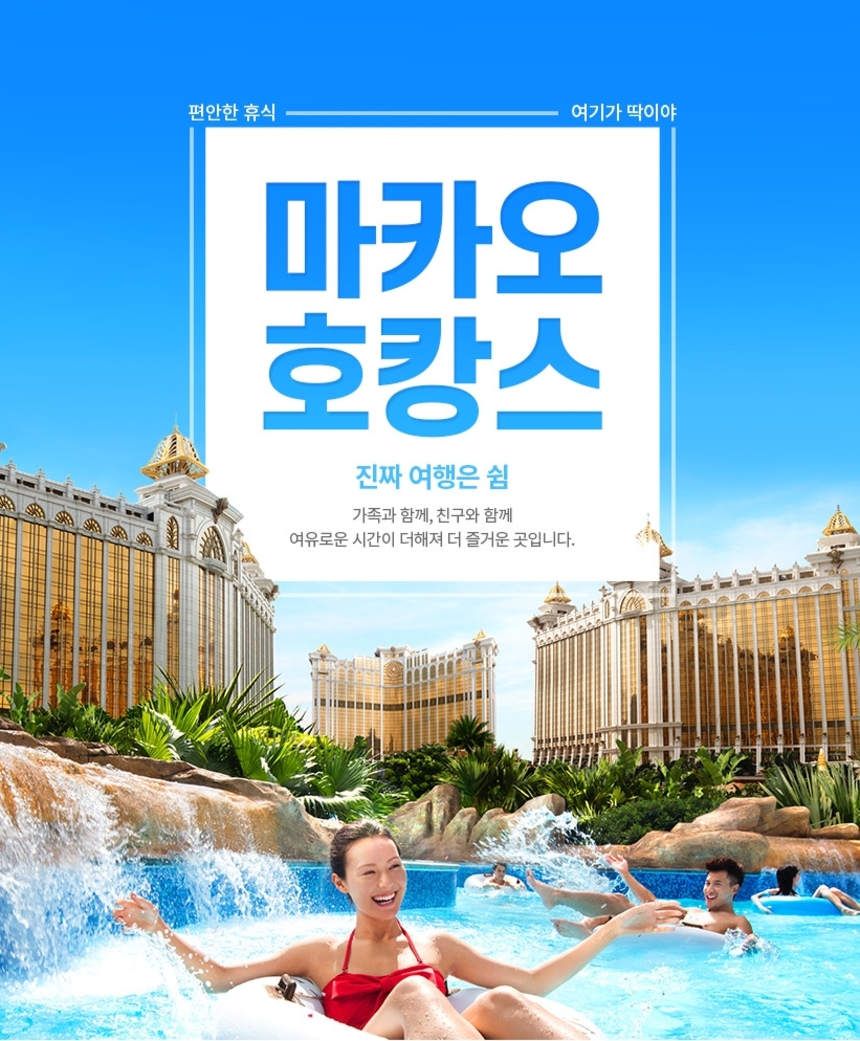 편안한 휴식
여기가 딱이야
마카오
호캉스
진짜 여행은 쉼
가족과 함께, 친구와 함께
여유로운 시간이 더해져 더 즐거운 곳입니다.